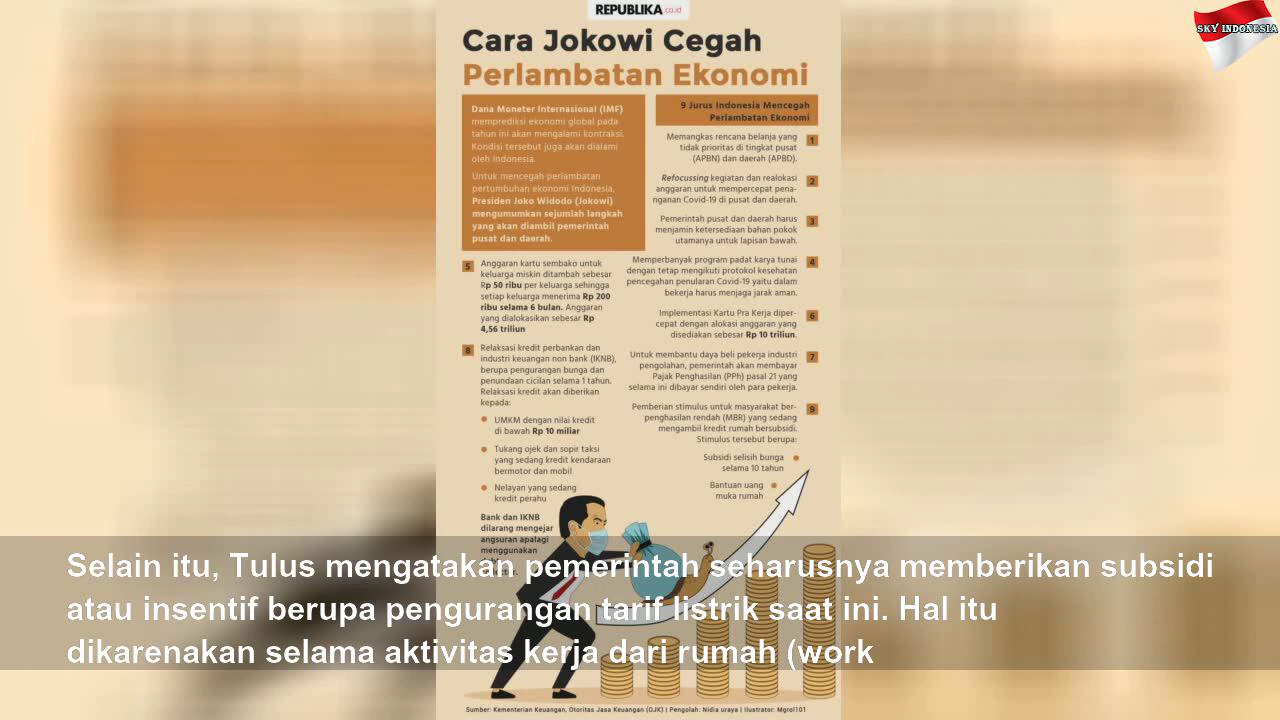 REPUBLIKA.co.id
SKY INDONESIA
Cara Jokowi Cegah
Perlambatan Ekonomi
Dana Moneter Internasional (IMF)
memprediksi ekonomi global pada
tahun ini akan mengalami kontraksi.
Kondisi tersebut juga akan dialami
oleh Indonesia.
Untuk mencegah perlambatan
pertumbuhan ekonomi Indonesia,
Presiden Joko Widodo (Jokowi)
mengumumkan sejumlah langkah
yang akan diambil pemerintah
pusat dan daerah.
9 Jurus Indonesia Mencegah
Perlambatan Ekonomi
1
Memangkas rencana belanja yang
tidak prioritas di tingkat pusat
(APBN) dan daerah (APBD).
2
Refocussing kegiatan dan realokasi
anggaran untuk mempercepat pena-
nganan Covid-19 di pusat dan daerah.
3
Pemerintah pusat dan daerah harus
menjamin ketersediaan bahan pokok
utamanya untuk lapisan bawah.
4
Memperbanyak program padat karya tunai
dengan tetap mengikuti protokol kesehatan
pencegahan penularan Covid-19 yaitu dalam
bekerja harus menjaga jarak aman.
5
Anggaran kartu sembako untuk
keluarga miskin ditambah sebesar
Rp 50 ribu per keluarga sehingga
setiap keluarga menerima Rp 200
ribu selama 6 bulan. Anggaran
yang dialokasikan sebesar Rp
4,56 triliun
6
Implementasi Kartu Pra Kerja diper-
cepat dengan alokasi anggaran yang
disediakan sebesar Rp 10 triliun.
7
Untuk membantu daya beli pekerja industri
pengolahan, pemerintah akan membayar
Pajak Penghasilan (PPh) pasal 21 yang
selama ini dibayar sendiri oleh para pekerja.
8
Relaksasi kredit perbankan dan
industri keuangan non bank (IKNB),
berupa pengurangan bunga dan
penundaan cicilan selama 1 tahun.
Relaksasi kredit akan diberikan
kepada:
UMKM dengan nilai kredit
di bawah Rp 10 miliar
Tukang ojek dan sopir taksi
yang sedang kredit kendaraan
bermotor dan mobil
Nelayan yang sedang
kredit perahu
Bank dan IKNB
dilarang mengejar
angsuran apalagi
menggunakan
9
Pemberian stimulus untuk masyarakat ber-
penghasilan rendah (MBR) yang sedang
mengambil kredit rumah bersubsidi.
Stimulus tersebut berupa:
Subsidi selisih bunga
selama 10 tahun
Bantuan uang
muka rumah
Selain itu, Tulus mengatakan pemerintah seharusnya memberikan subsidi
atau insentif berupa pengurangan tarif listrik saat ini. Hal itu
dikarenakan selama aktivitas kerja dari rumah (work
Sumber: Kementerian Keuangan, Otoritas Jasa Keuangan (OJK) | Pengolah: Nidia uraya | Ilustrator: Mgrol101